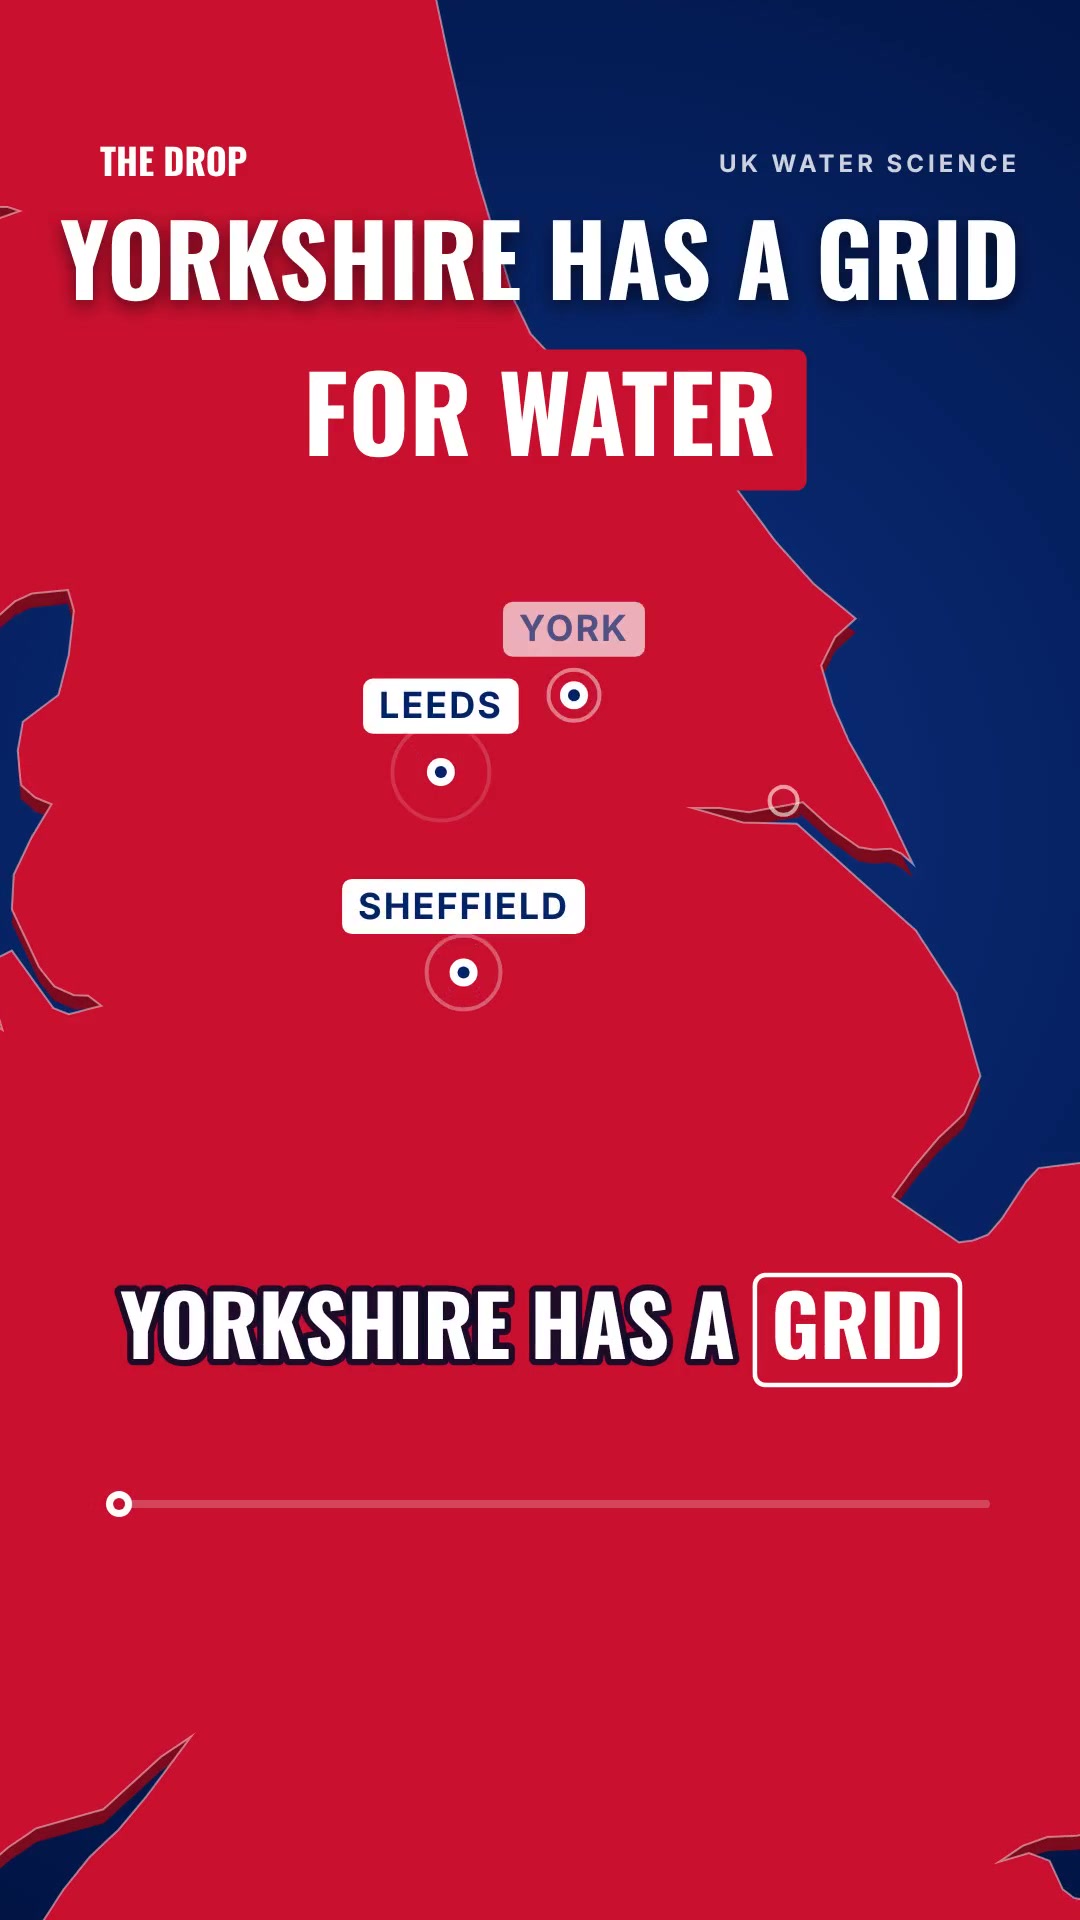 THE DROP
UK WATER SCIENCE
YORKSHIRE HAS A GRID
FOR WATER
YORK
LEEDS
SHEFFIELD
YORKSHIRE HAS A GRID